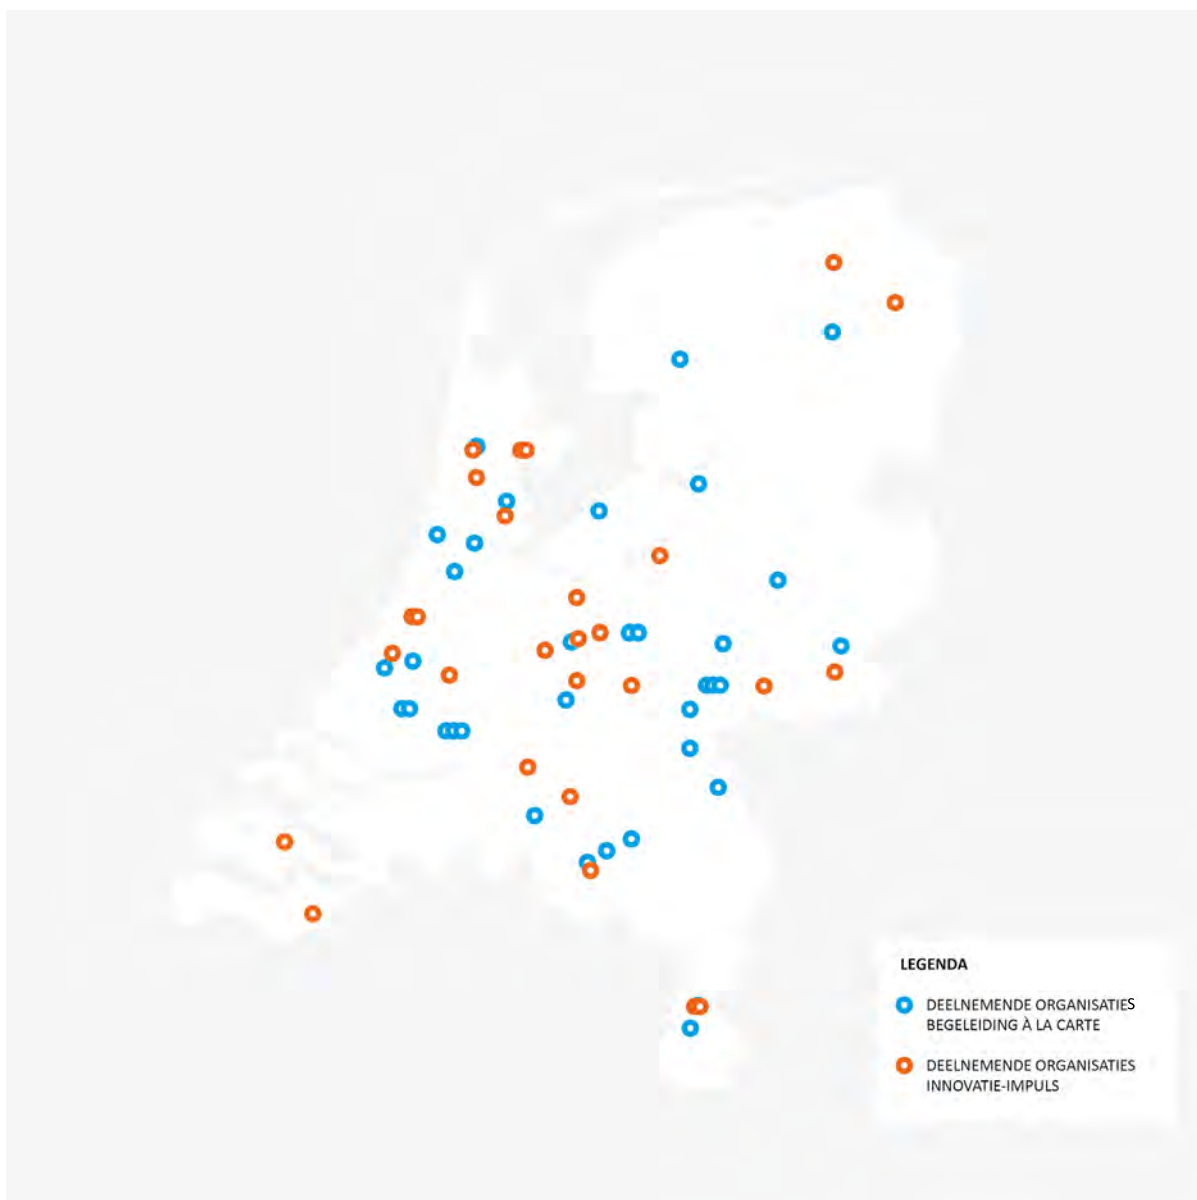 LEGENDA
DEELNEMENDE ORGANISATIES
BEGELEIDING À LA CARTE
DEELNEMENDE ORGANISATIES
INNOVATIE-IMPULS